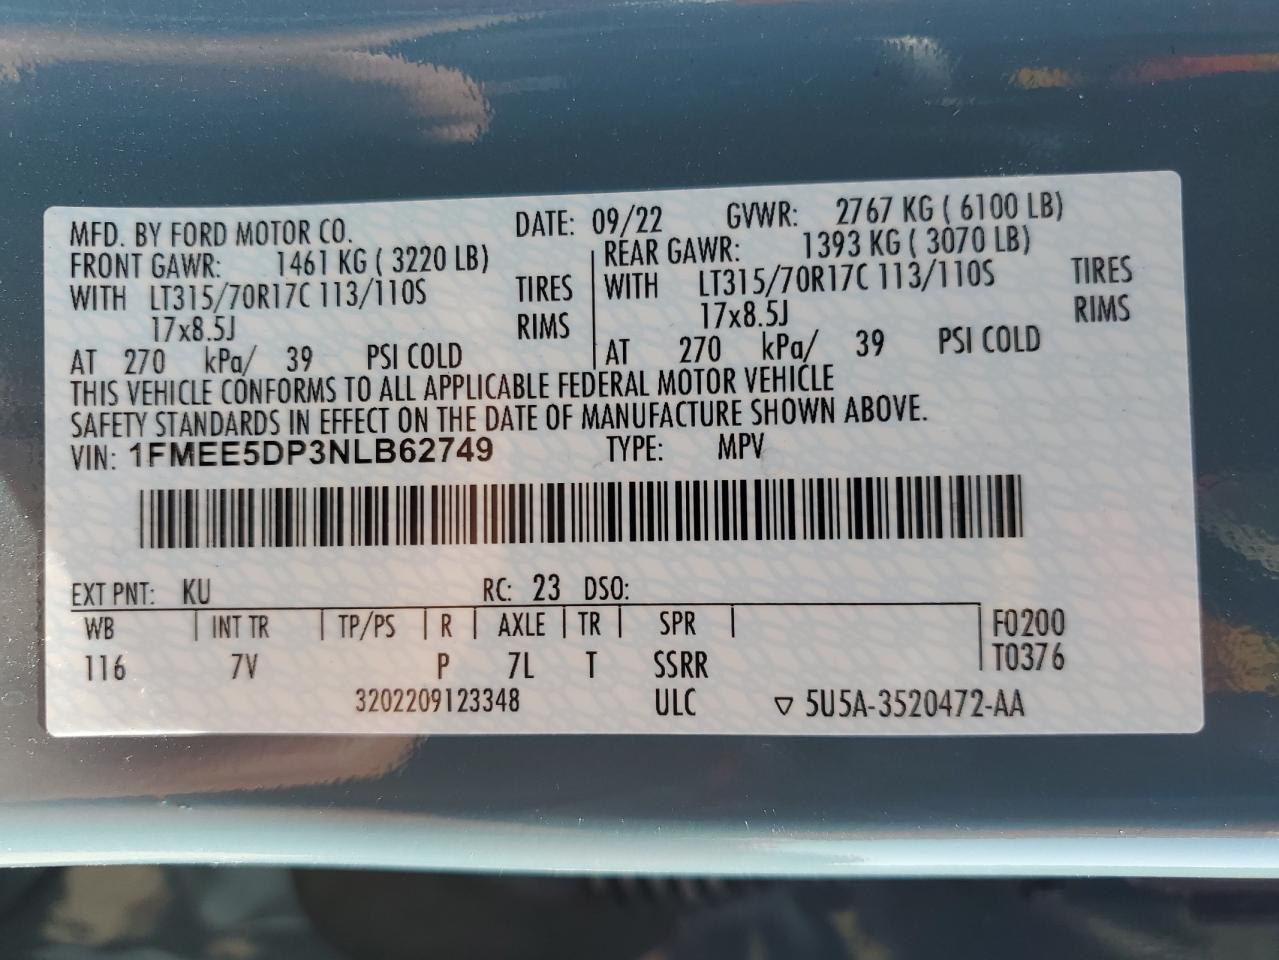 MFD. BY FORD MOTOR CO. DATE: 09/22 GVWR: 2767 KG ( 6100 LB)
FRONT GAWR: 1461 KG ( 3220 LB) REAR GAWR: 1393 KG ( 3070 LB)
WITH LT315/70R17C 113/110S TIRES WITH LT315/70R17C 113/110S TIRES
17x8.5J RIMS 17x8.5J RIMS
AT 270 kPa/ 39 PSI COLD AT 270 kPa/ 39 PSI COLD
THIS VEHICLE CONFORMS TO ALL APPLICABLE FEDERAL MOTOR VEHICLE
SAFETY STANDARDS IN EFFECT ON THE DATE OF MANUFACTURE SHOWN ABOVE.
VIN: 1FMEE5DP3NLB62749 TYPE: MPV
EXT PNT: KU RC: 23 DSO:
WB INT TR TP/PS R AXLE TR SPR F0200
116 7V P 7L T SSRR T0376
3202209123348 ULC ▽ 5U5A-3520472-AA